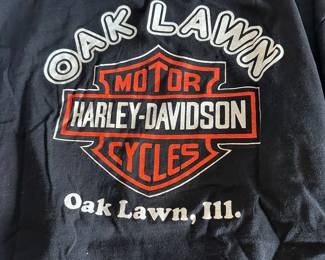 OAK LAWN
MOTOR
HARLEY-DAVIDSON
CYCLES
Oak Lawn, Ill.